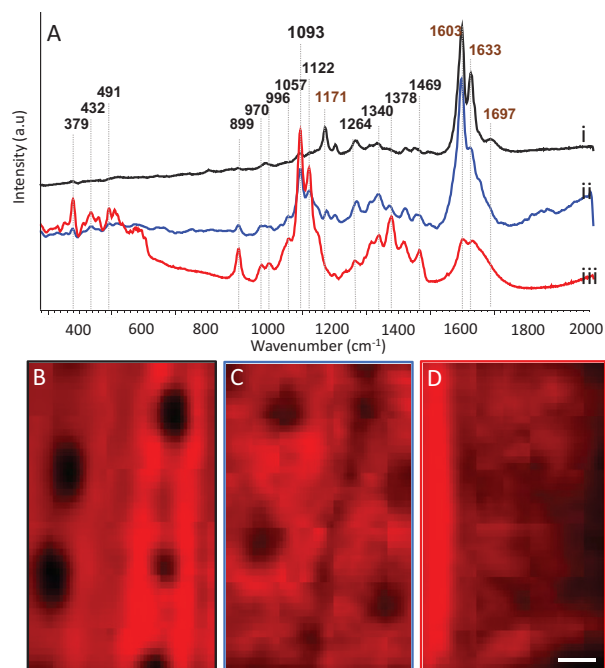 A
Intensity (a.u)
379
432
491
899
970
996
1057
1093
1122
1171
1264
1340
1378
1469
1603
1633
1697
i
ii
iii
400 600 800 1000 1200 1400 1600 1800 2000
Wavenumber (cm⁻¹)
B
C
D